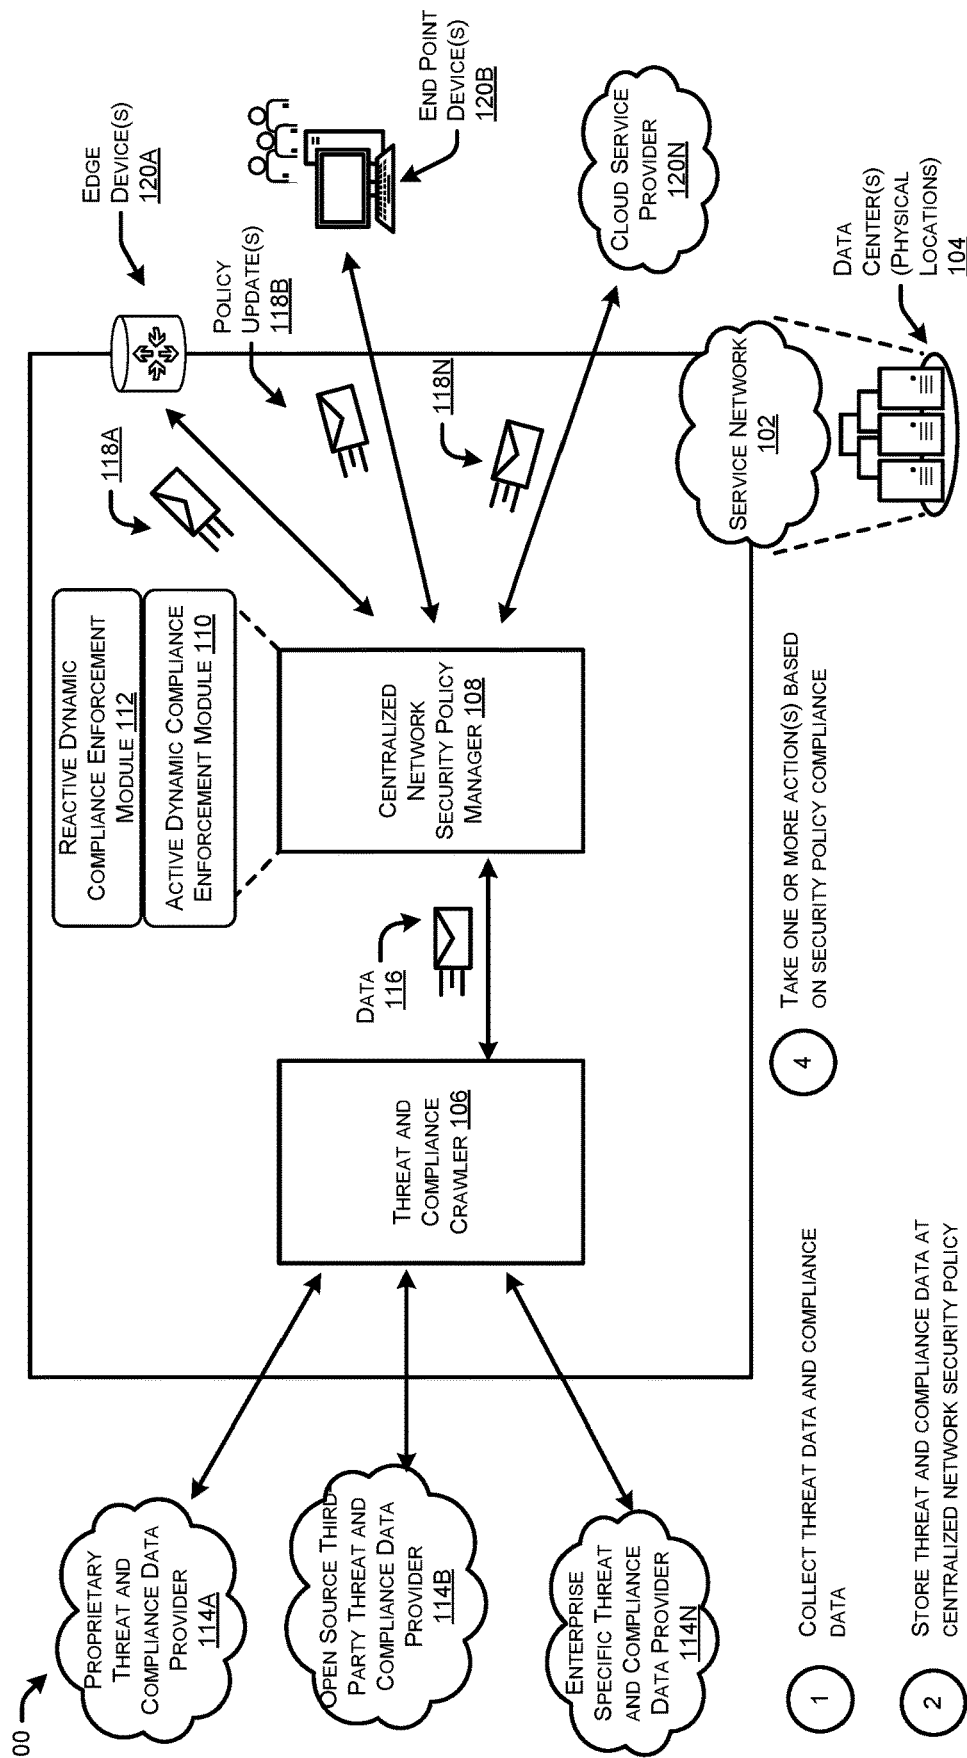 00
PROPRIETARY
THREAT AND
COMPLIANCE DATA
PROVIDER
114A
OPEN SOURCE THIRD
PARTY THREAT AND
COMPLIANCE DATA
PROVIDER
114B
ENTERPRISE
SPECIFIC THREAT
AND COMPLIANCE
DATA PROVIDER
114N
THREAT AND
COMPLIANCE
CRAWLER 106
DATA
116
REACTIVE DYNAMIC
COMPLIANCE ENFORCEMENT
MODULE 112
ACTIVE DYNAMIC COMPLIANCE
ENFORCEMENT MODULE 110
CENTRALIZED
NETWORK
SECURITY POLICY
MANAGER 108
118A
POLICY
UPDATE(S)
118B
118N
EDGE
DEVICE(S)
120A
END POINT
DEVICE(S)
120B
CLOUD SERVICE
PROVIDER
120N
SERVICE NETWORK
102
DATA
CENTER(S)
(PHYSICAL
LOCATIONS)
104
1
COLLECT THREAT DATA AND COMPLIANCE
DATA
2
STORE THREAT AND COMPLIANCE DATA AT
CENTRALIZED NETWORK SECURITY POLICY
4
TAKE ONE OR MORE ACTION(S) BASED
ON SECURITY POLICY COMPLIANCE